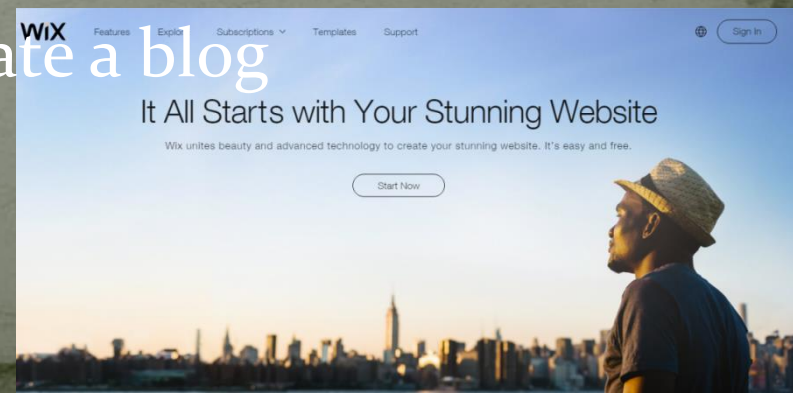 WiX Features Explore Subscriptions Templates Support Sign In
ate a blog
It All Starts with Your Stunning Website
Wix unites beauty and advanced technology to create your stunning website. It's easy and free.
Start Now